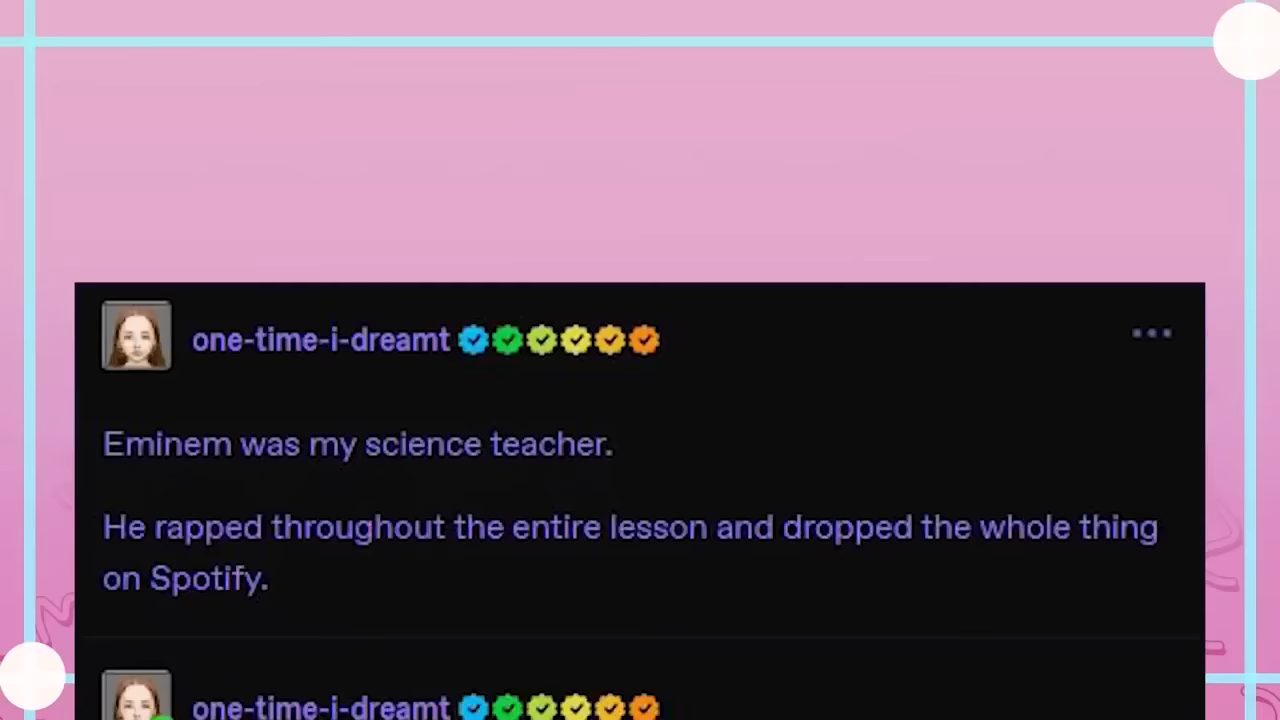 one-time-i-dreamt
Eminem was my science teacher.
He rapped throughout the entire lesson and dropped the whole thing
on Spotify.
one-time-i-dreamt